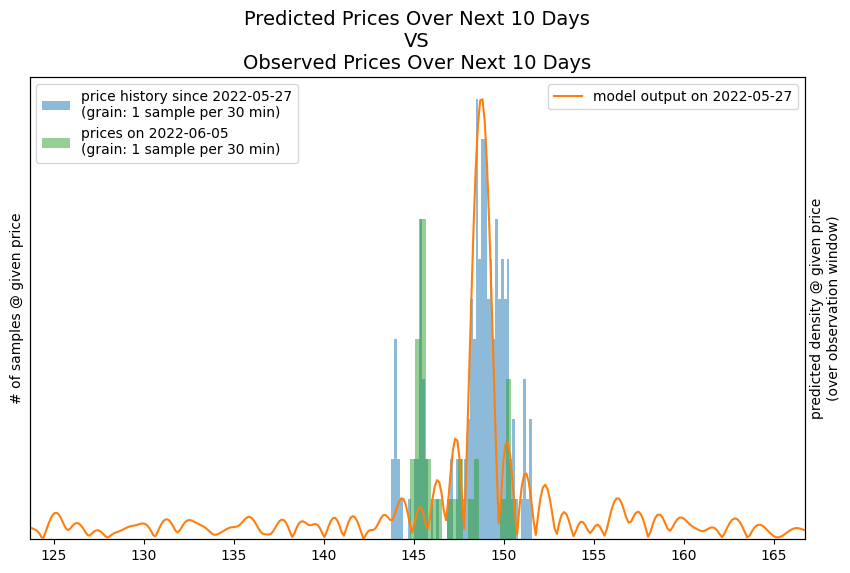 Predicted Prices Over Next 10 Days
VS
Observed Prices Over Next 10 Days
price history since 2022-05-27
(grain: 1 sample per 30 min)
prices on 2022-06-05
(grain: 1 sample per 30 min)
model output on 2022-05-27
# of samples @ given price
predicted density @ given price
(over observation window)
125
130
135
140
145
150
155
160
165